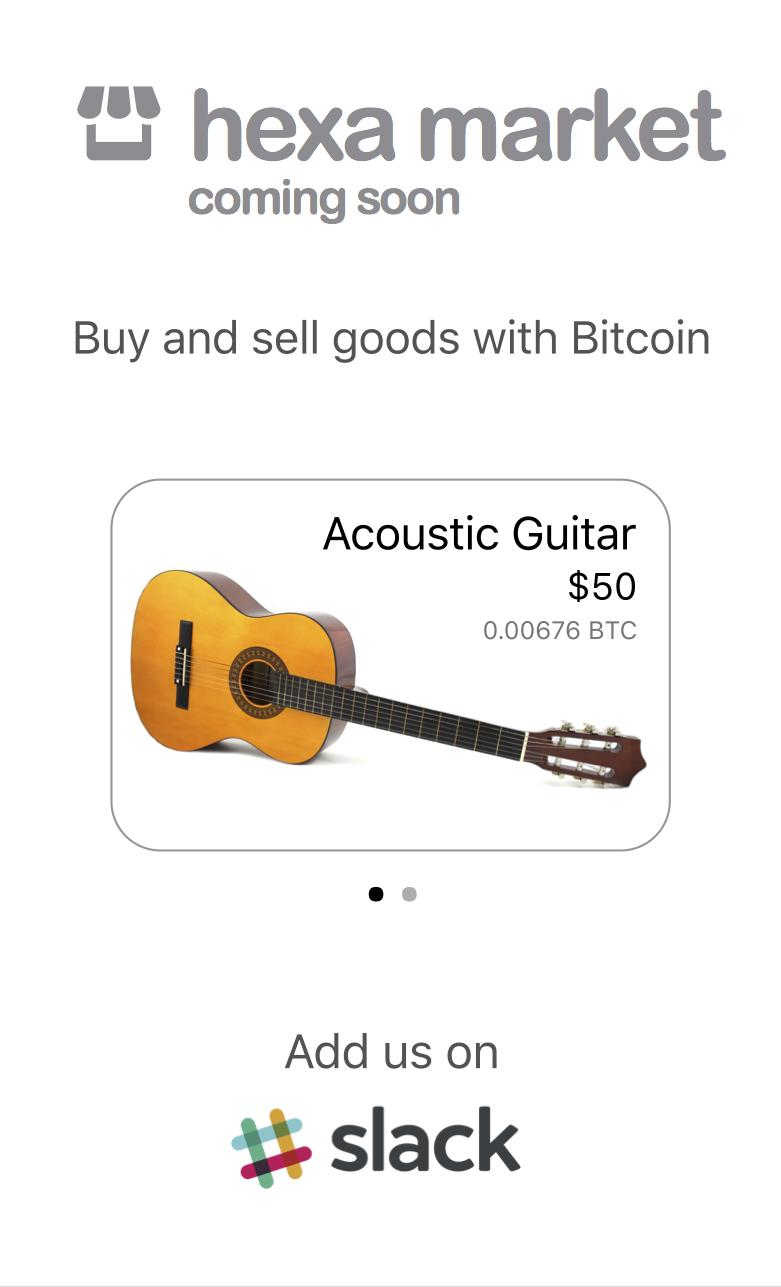 hexa market
coming soon
Buy and sell goods with Bitcoin
Acoustic Guitar
$50
0.00676 BTC
Add us on
slack